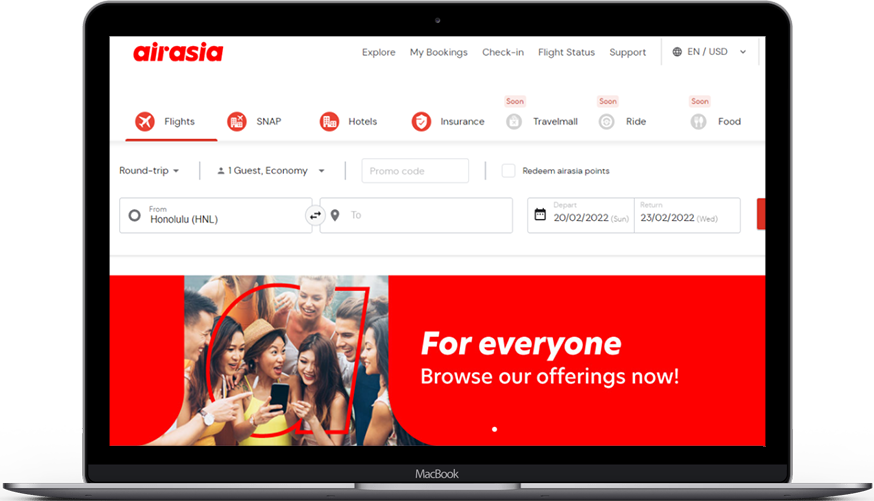 airasia
Explore My Bookings Check-in Flight Status Support EN / USD
Soon Soon Soon
Flights SNAP Hotels Insurance Travelmall Ride Food
Round-trip 1 Guest, Economy Promo code Redeem airasia points
From
Honolulu (HNL)
To
Depart
20/02/2022 (Sun)
Return
23/02/2022 (Wed)
For everyone
Browse our offerings now!
MacBook